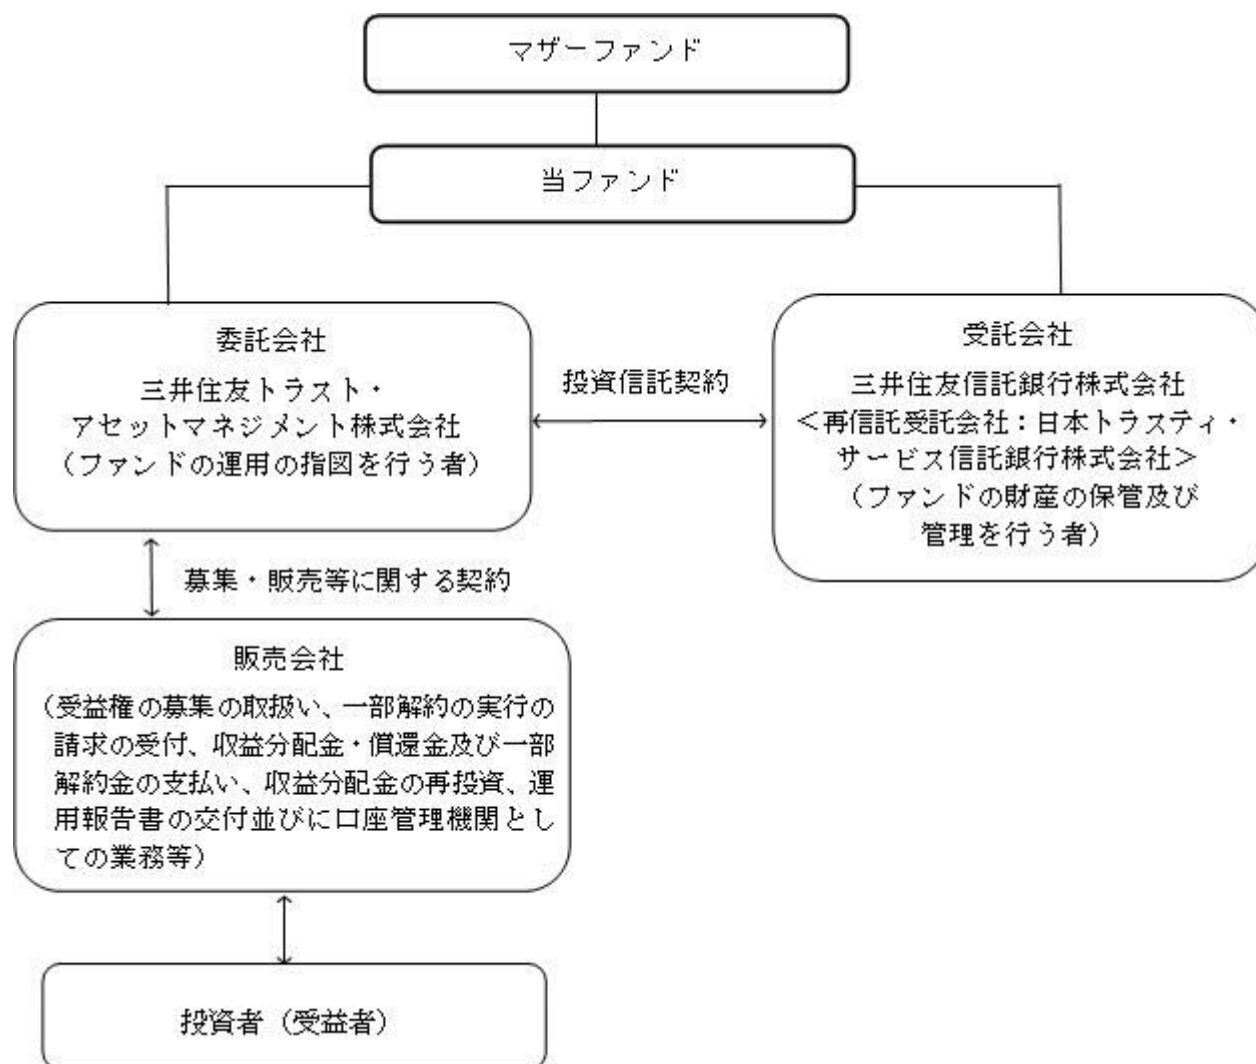 マザーファンド
当ファンド
委託会社
三井住友トラスト・
アセットマネジメント株式会社
（ファンドの運用の指図を行う者）
投資信託契約
受託会社
三井住友信託銀行株式会社
＜再信託受託会社：日本トラスティ・
サービス信託銀行株式会社＞
（ファンドの財産の保管及び
管理を行う者）
募集・販売等に関する契約
販売会社
（受益権の募集の取扱い、一部解約の実行の
請求の受付、収益分配金・償還金及び一部
解約金の支払い、収益分配金の再投資、運
用報告書の交付並びに口座管理機関とし
ての業務等）
投資者（受益者）